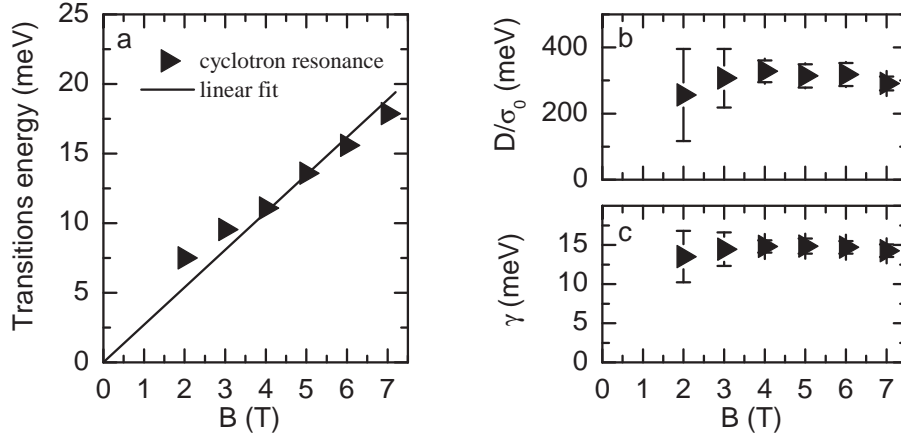 a
cyclotron resonance
linear fit
Transitions energy (meV)
25
20
15
10
5
0
0 1 2 3 4 5 6 7
B (T)
b
D/σ₀ (meV)
400
200
0
c
γ (meV)
15
10
5
0
0 1 2 3 4 5 6 7
B (T)